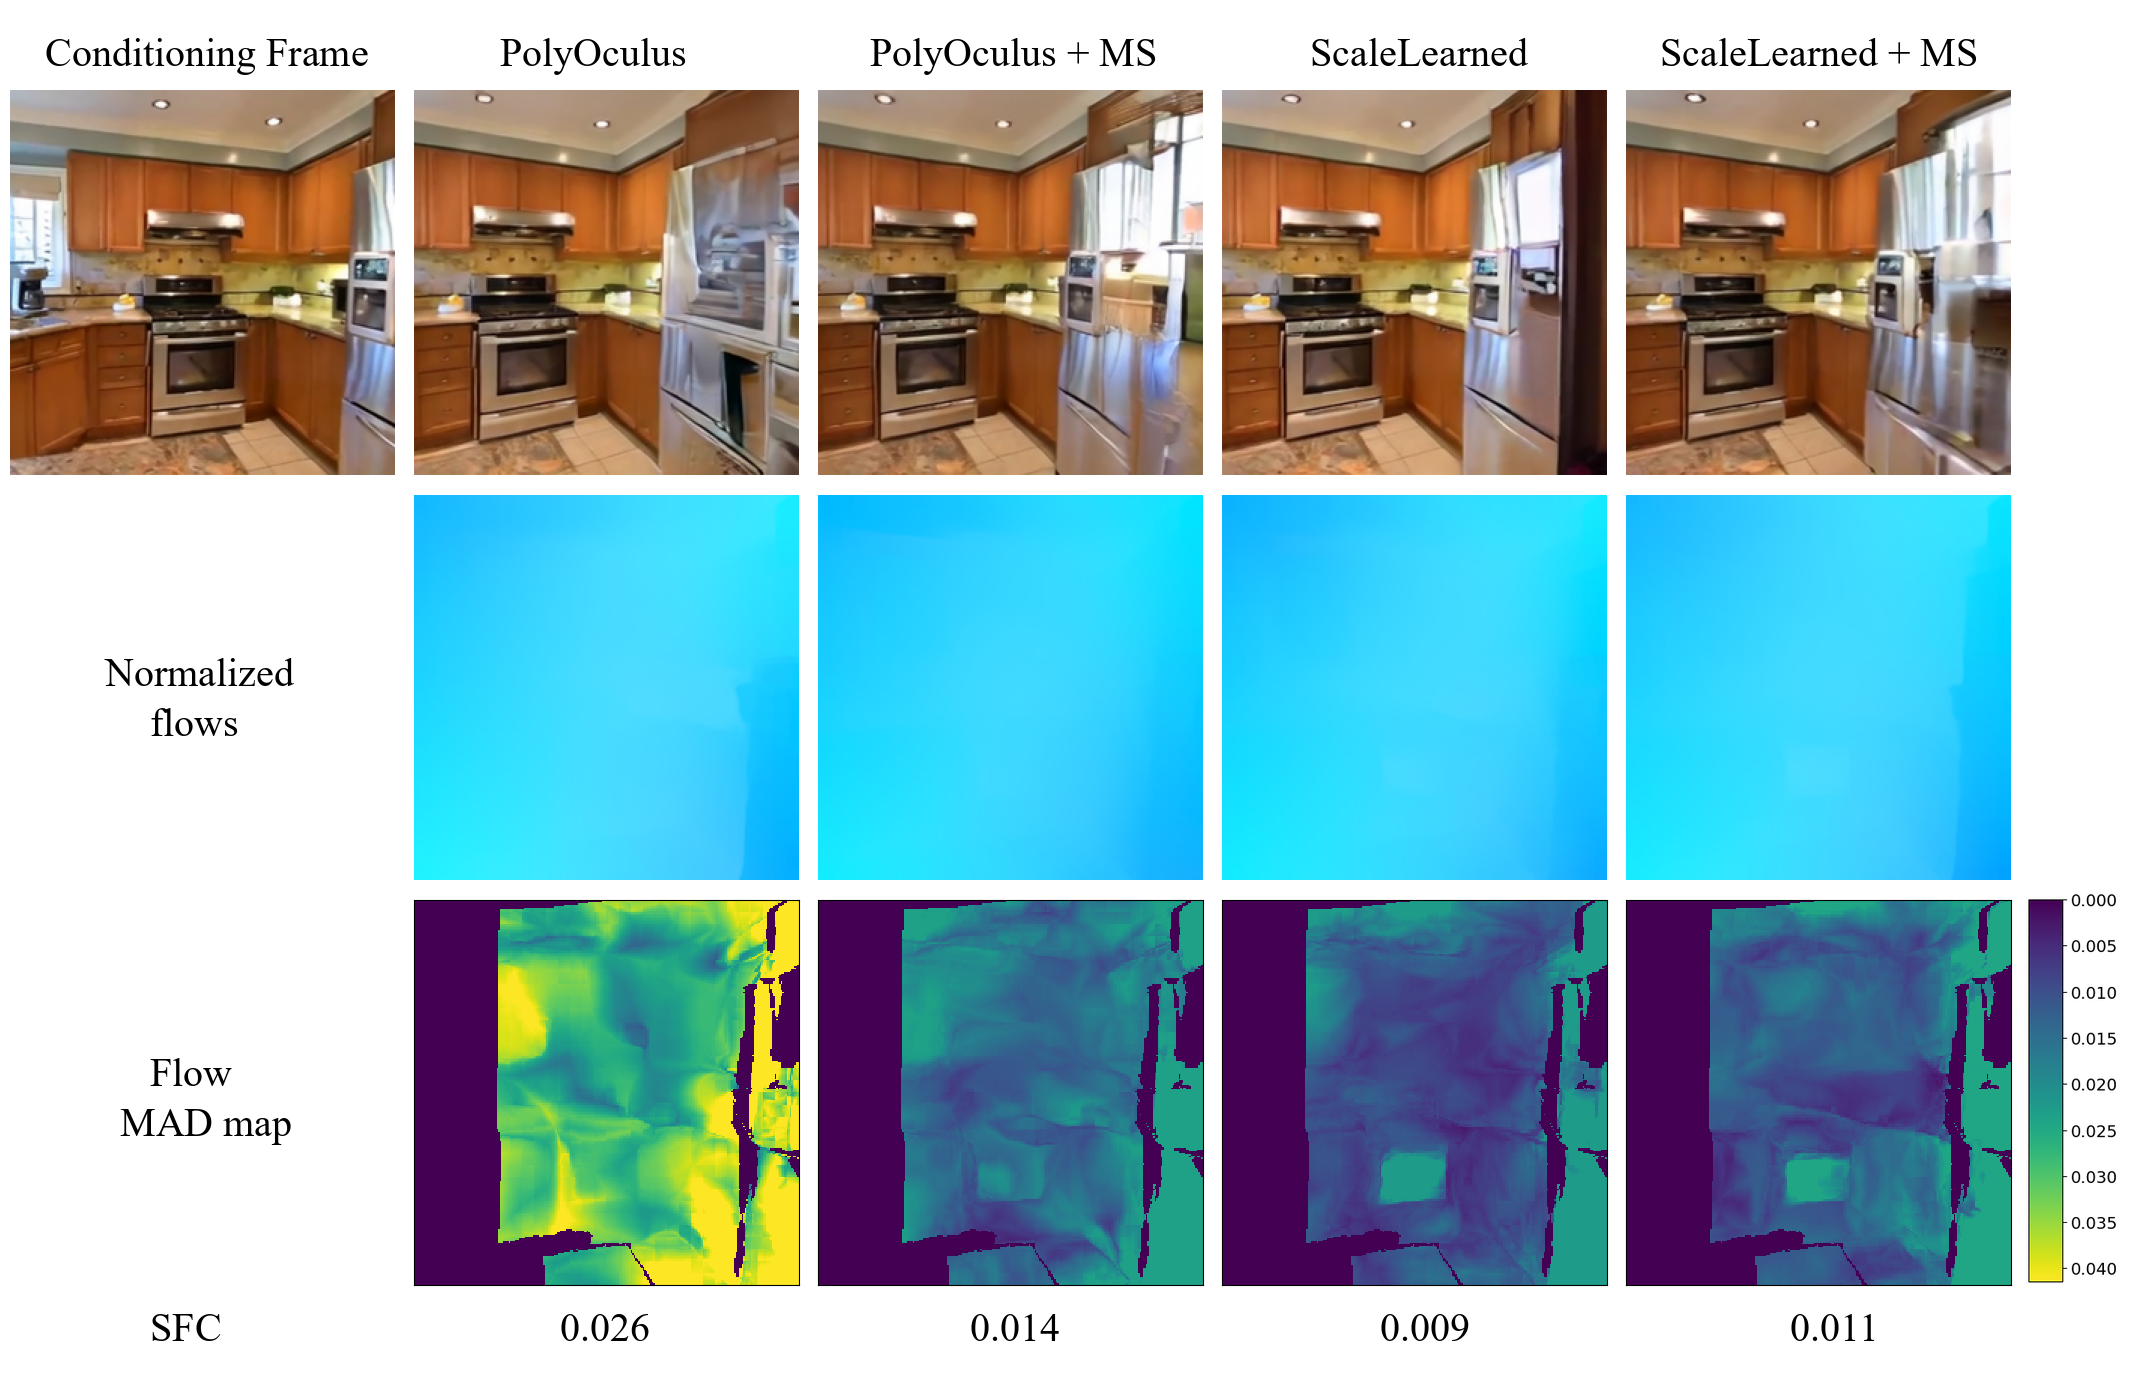 Conditioning Frame
PolyOculus
PolyOculus + MS
ScaleLearned
ScaleLearned + MS
Normalized
flows
Flow
MAD map
0.000
0.005
0.010
0.015
0.020
0.025
0.030
0.035
0.040
SFC
0.026
0.014
0.009
0.011